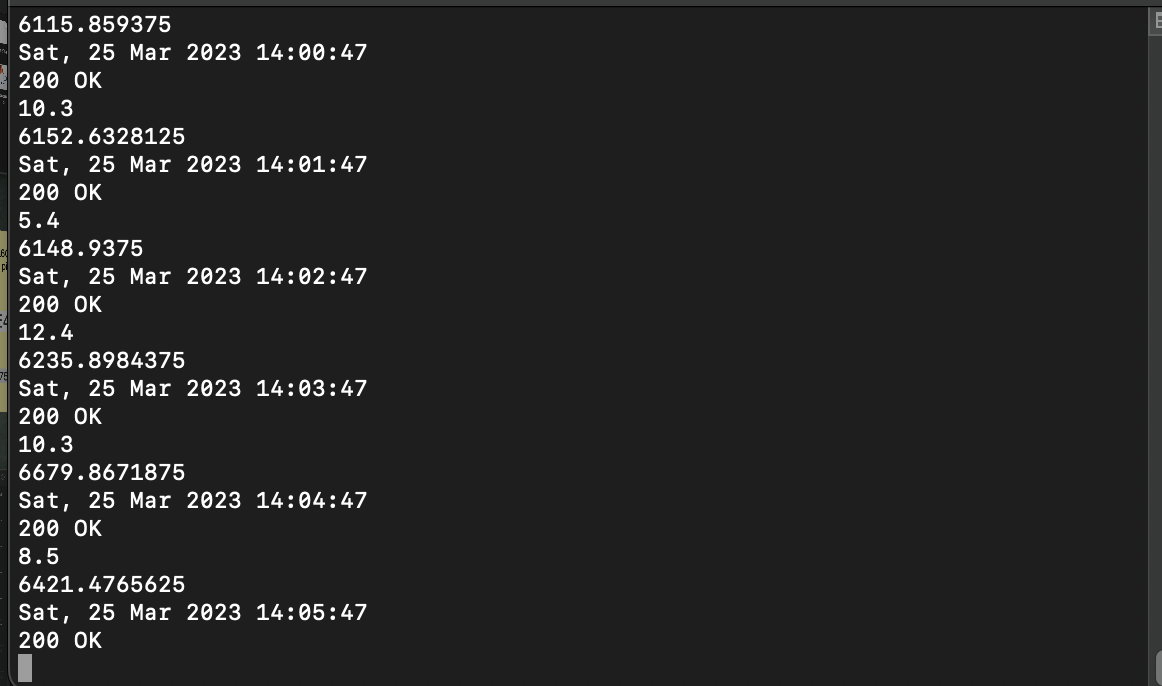 6115.859375
Sat, 25 Mar 2023 14:00:47
200 OK
10.3
6152.6328125
Sat, 25 Mar 2023 14:01:47
200 OK
5.4
6148.9375
Sat, 25 Mar 2023 14:02:47
200 OK
12.4
6235.8984375
Sat, 25 Mar 2023 14:03:47
200 OK
10.3
6679.8671875
Sat, 25 Mar 2023 14:04:47
200 OK
8.5
6421.4765625
Sat, 25 Mar 2023 14:05:47
200 OK